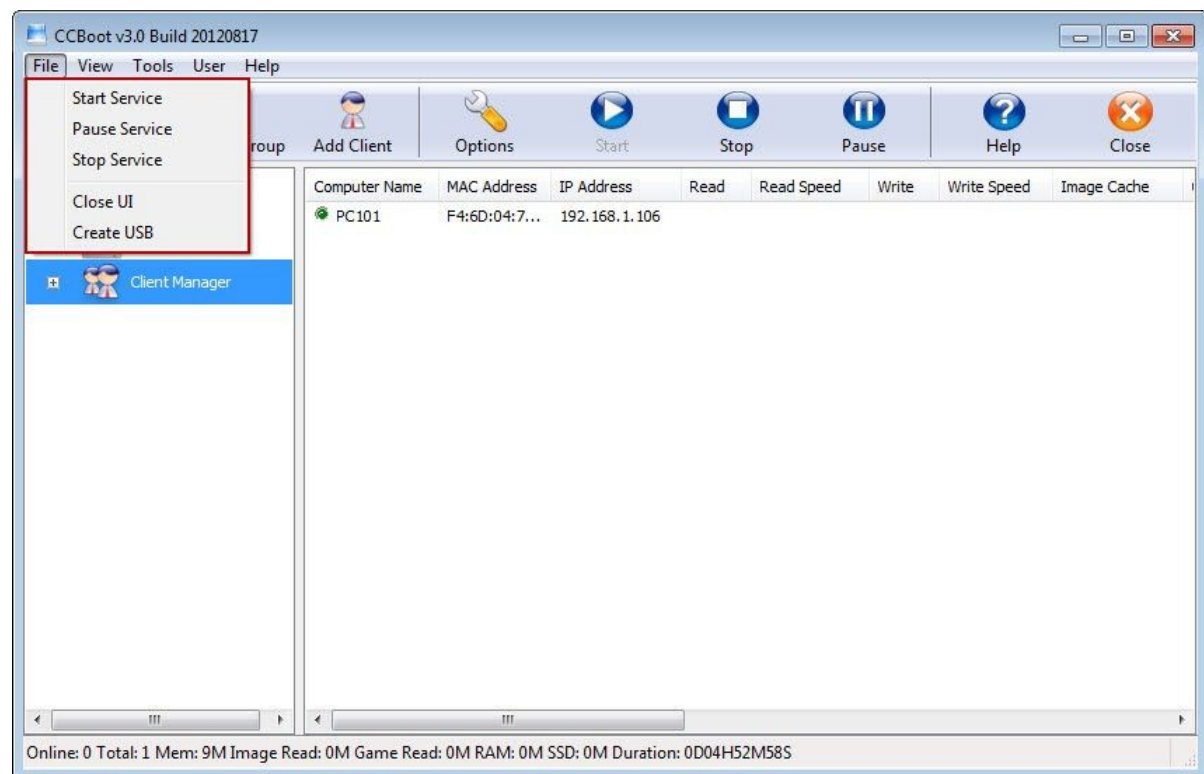 CCBoot v3.0 Build 20120817
File View Tools User Help
Start Service
Pause Service
Stop Service
Close UI
Create USB
roup Add Client Options Start Stop Pause Help Close
Computer Name MAC Address IP Address Read Read Speed Write Write Speed Image Cache
PC101 F4:6D:04:7... 192.168.1.106
Client Manager
Online: 0 Total: 1 Mem: 9M Image Read: 0M Game Read: 0M RAM: 0M SSD: 0M Duration: 0D04H52M58S